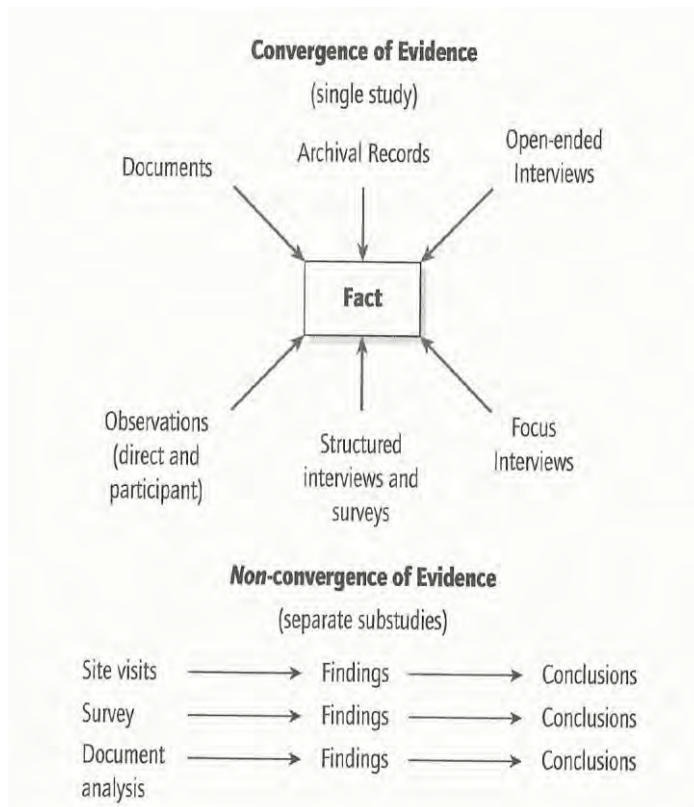 Convergence of Evidence
(single study)
Documents
Archival Records
Open-ended
Interviews
Fact
Observations
(direct and
participant)
Structured
interviews and
surveys
Focus
Interviews
Non-convergence of Evidence
(separate substudies)
Site visits Findings Conclusions
Survey Findings Conclusions
Document Findings Conclusions
analysis